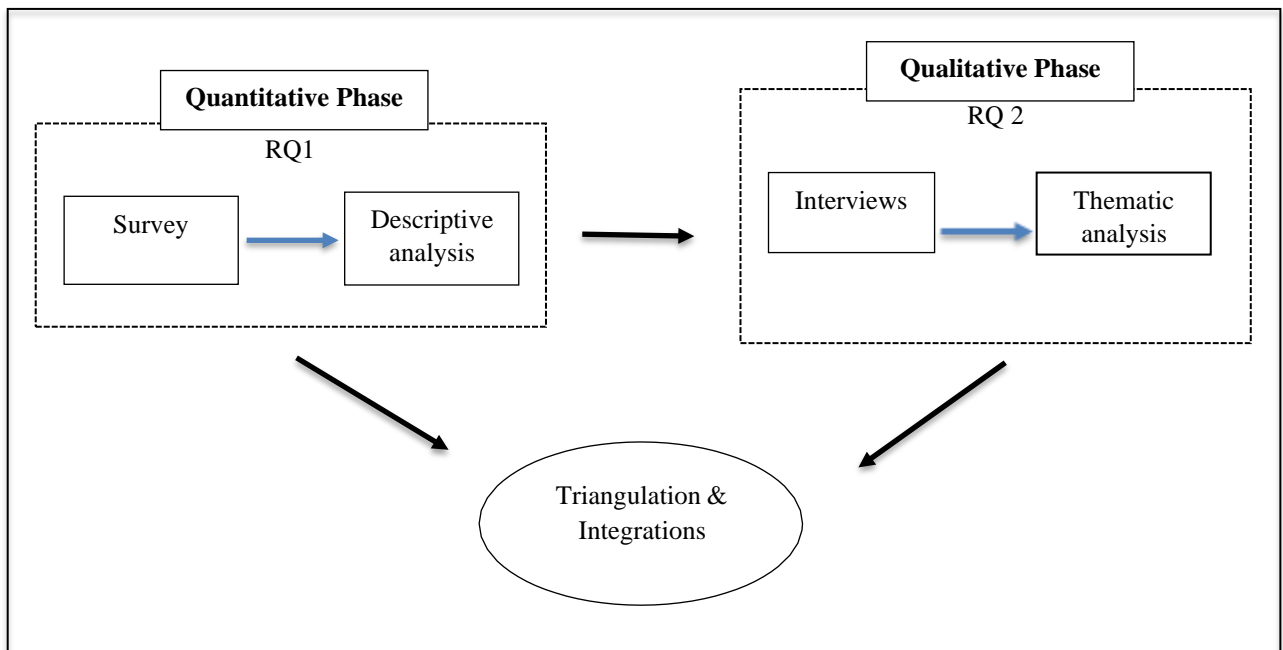 Quantitative Phase
RQ1
Survey
Descriptive
analysis
Qualitative Phase
RQ 2
Interviews
Thematic
analysis
Triangulation &
Integrations